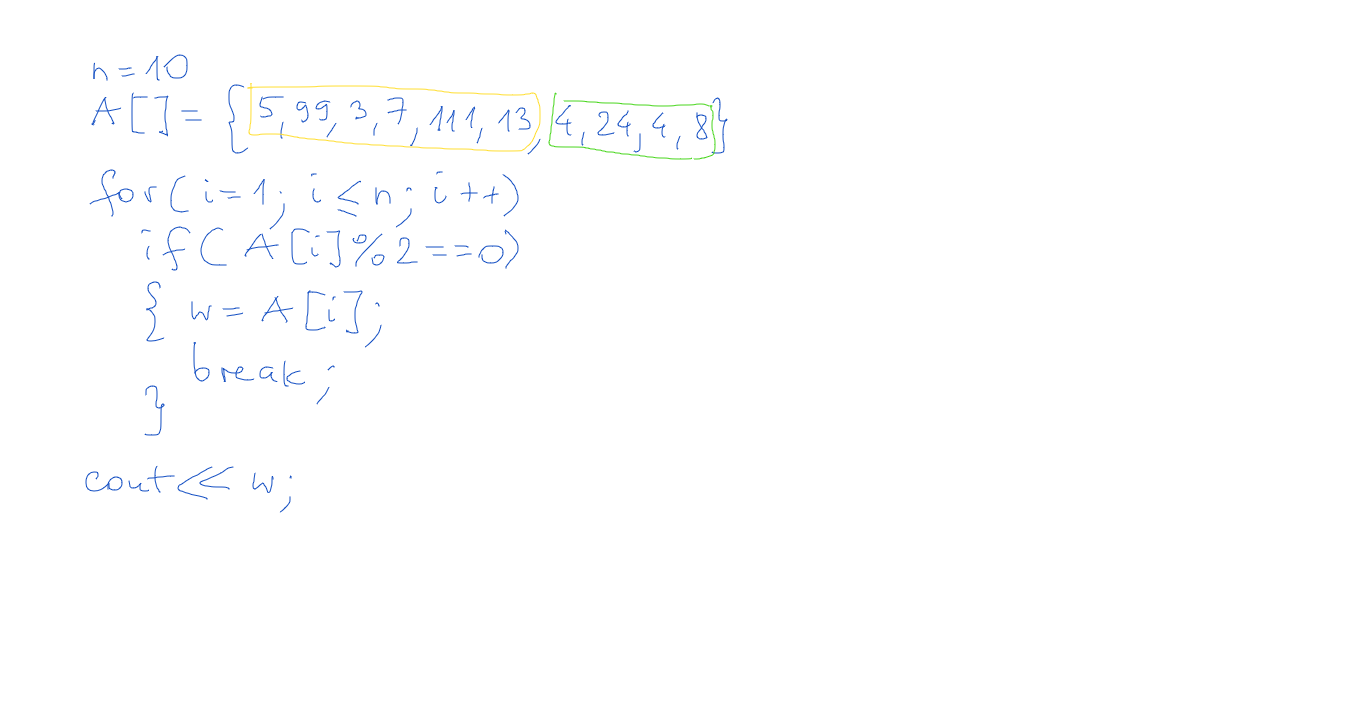 n=10
A[]= {5, 99, 3, 7, 111, 13, 4, 24, 4, 8}
for(i=1; i≤n; i++)
if(A[i]%2==0)
{ w=A[i];
break;
}
cout<< w;